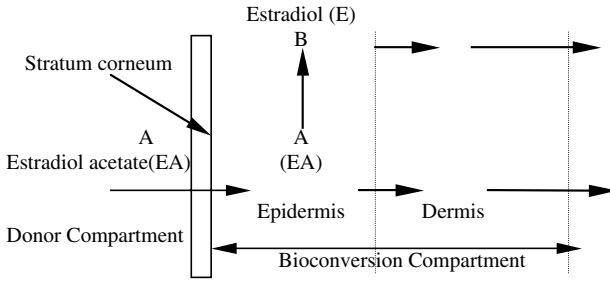 Estradiol (E)
B
Stratum corneum
A
Estradiol acetate(EA)
A
(EA)
Epidermis
Dermis
Donor Compartment
Bioconversion Compartment